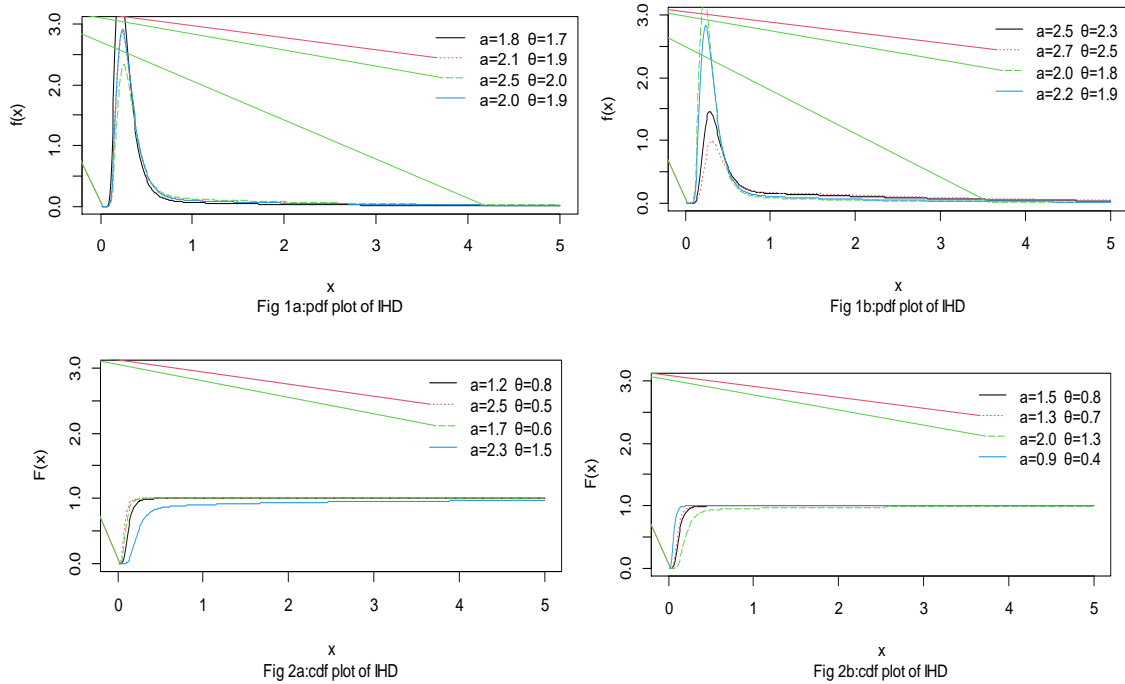 f(x)
3.0
2.0
1.0
0.0
a=1.8 θ=1.7
a=2.1 θ=1.9
a=2.5 θ=2.0
a=2.0 θ=1.9
0 1 2 3 4 5
x
Fig 1a:pdf plot of IHD
f(x)
3.0
2.0
1.0
0.0
a=2.5 θ=2.3
a=2.7 θ=2.5
a=2.0 θ=1.8
a=2.2 θ=1.9
0 1 2 3 4 5
x
Fig 1b:pdf plot of IHD
F(x)
3.0
2.0
1.0
0.0
a=1.2 θ=0.8
a=2.5 θ=0.5
a=1.7 θ=0.6
a=2.3 θ=1.5
0 1 2 3 4 5
x
Fig 2a:cdf plot of IHD
F(x)
3.0
2.0
1.0
0.0
a=1.5 θ=0.8
a=1.3 θ=0.7
a=2.0 θ=1.3
a=0.9 θ=0.4
0 1 2 3 4 5
x
Fig 2b:cdf plot of IHD